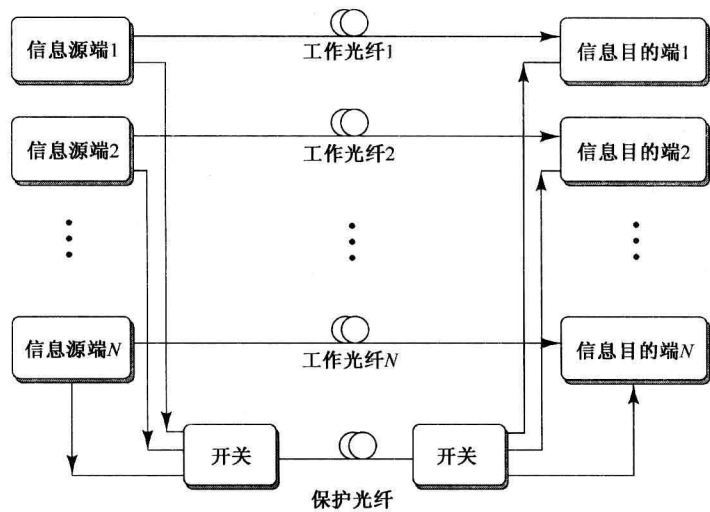 信息源端1
工作光纤1
信息目的端1
信息源端2
工作光纤2
信息目的端2
信息源端N
工作光纤N
信息目的端N
开关
开关
保护光纤